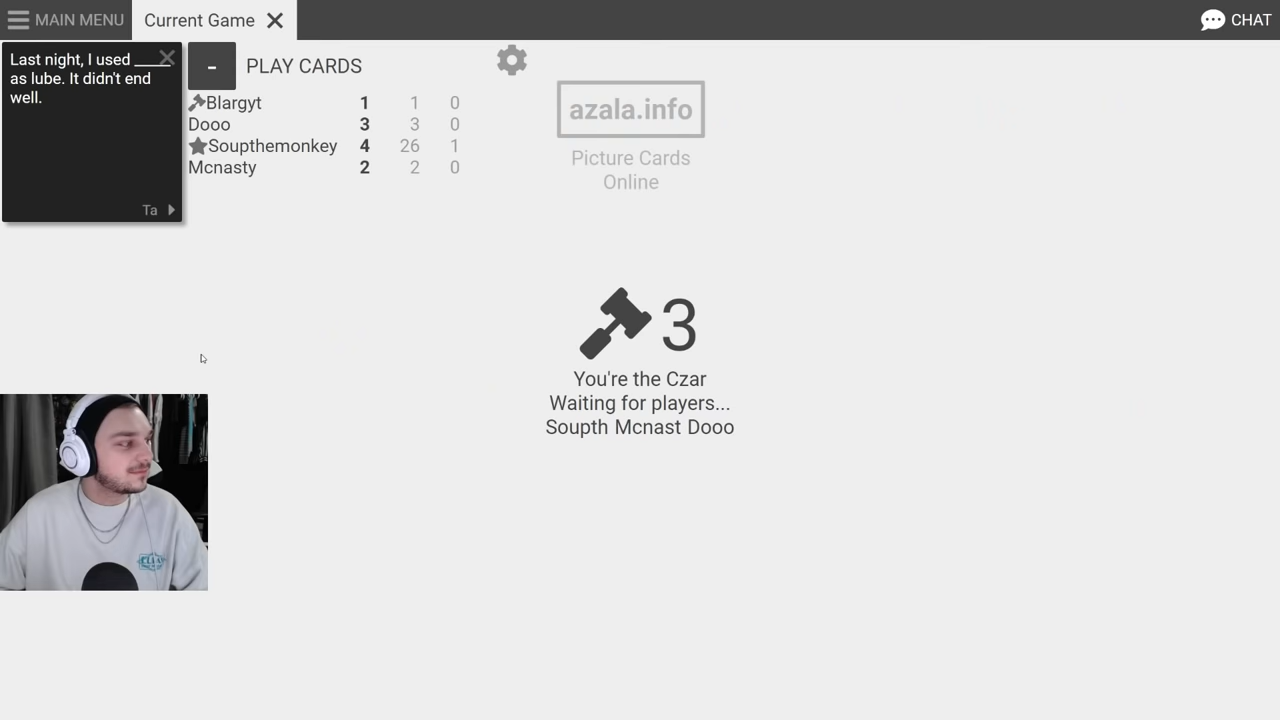 MAIN MENU
Current Game
CHAT
Last night, I used _____
as lube. It didn't end
well.
Ta
-
PLAY CARDS
Blargyt 1 1 0
Dooo 3 3 0
Soupthemonkey 4 26 1
Mcnasty 2 2 0
azala.info
Picture Cards
Online
3
You're the Czar
Waiting for players...
Soupth Mcnast Dooo